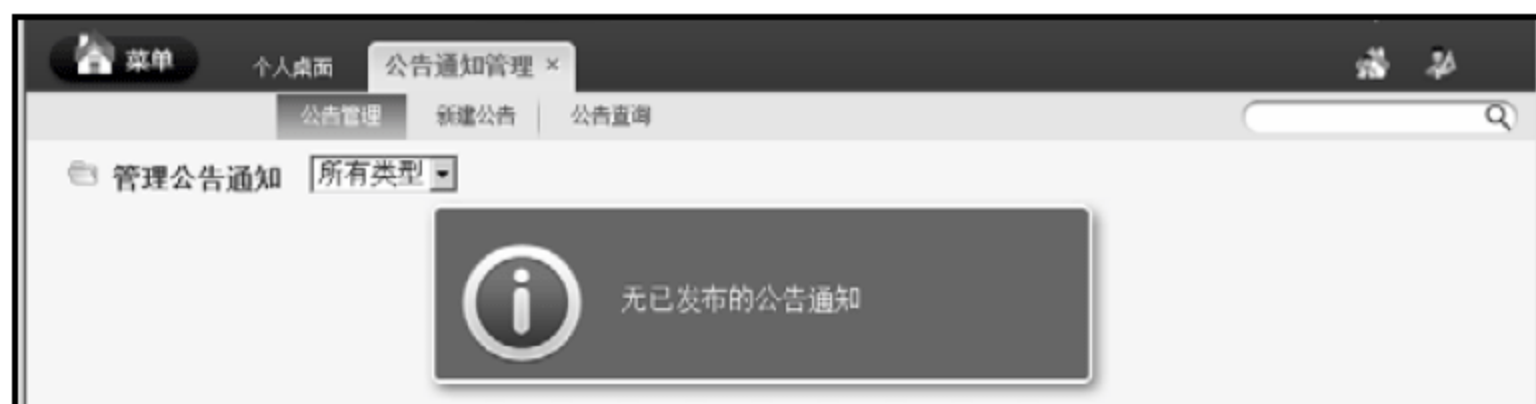 菜单 个人桌面 公告通知管理 ×
公告管理 新建公告 公告查询
管理公告通知 所有类型
无已发布的公告通知